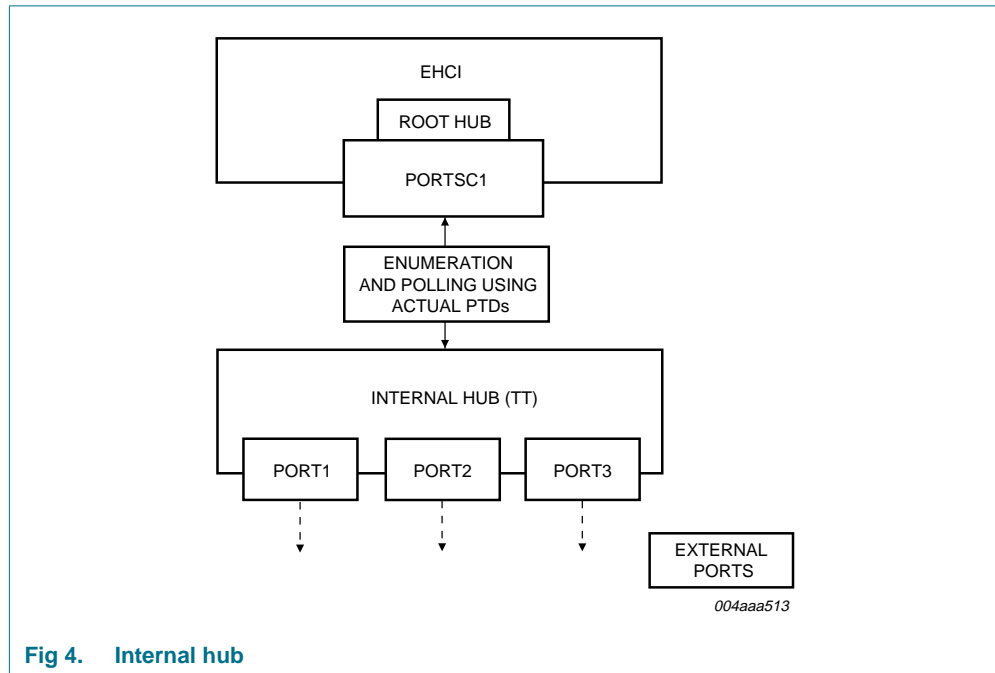 EHCI
ROOT HUB
PORTSC1
ENUMERATION
AND POLLING USING
ACTUAL PTDs
INTERNAL HUB (TT)
PORT1
PORT2
PORT3
EXTERNAL
PORTS
004aaa513
Fig 4. Internal hub